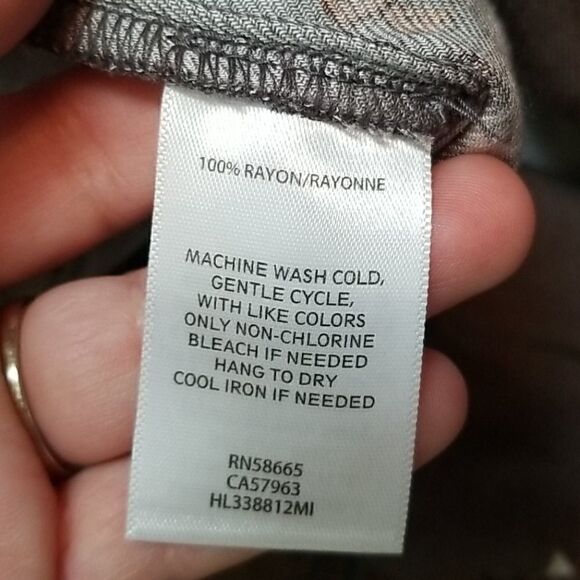 100% RAYON/RAYONNE
MACHINE WASH COLD,
GENTLE CYCLE,
WITH LIKE COLORS
ONLY NON-CHLORINE
BLEACH IF NEEDED
HANG TO DRY
COOL IRON IF NEEDED
RN58665
CA57963
HL338812MI